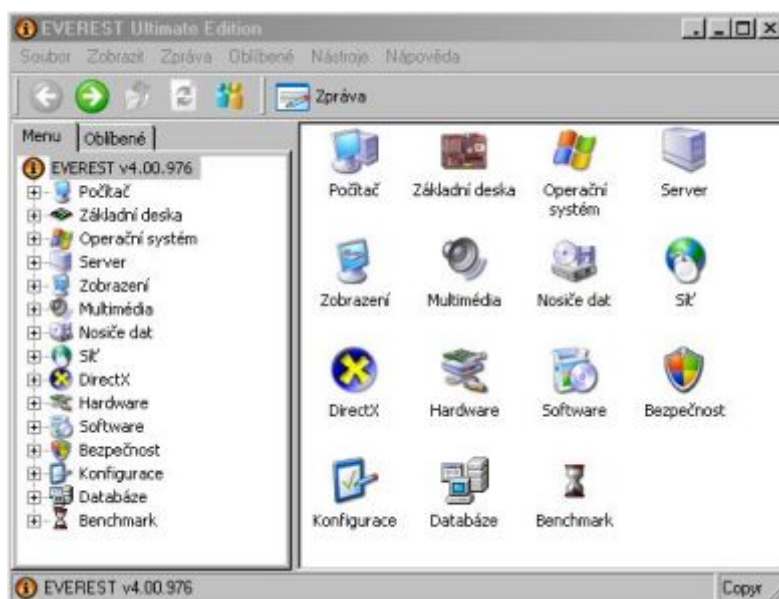 EVEREST Ultimate Edition
Soubor Zobrazit Zpráva Oblíbené Nástroje Nápověda
Zpráva
Menu Oblíbené
EVEREST v4.00.976
Počítač
Základní deska
Operační systém
Server
Zobrazení
Multimédia
Nosiče dat
Síť
DirectX
Hardware
Software
Bezpečnost
Konfigurace
Databáze
Benchmark
Počítač Základní deska Operační systém Server
Zobrazení Multimédia Nosiče dat Síť
DirectX Hardware Software Bezpečnost
Konfigurace Databáze Benchmark
EVEREST v4.00.976 Copyr